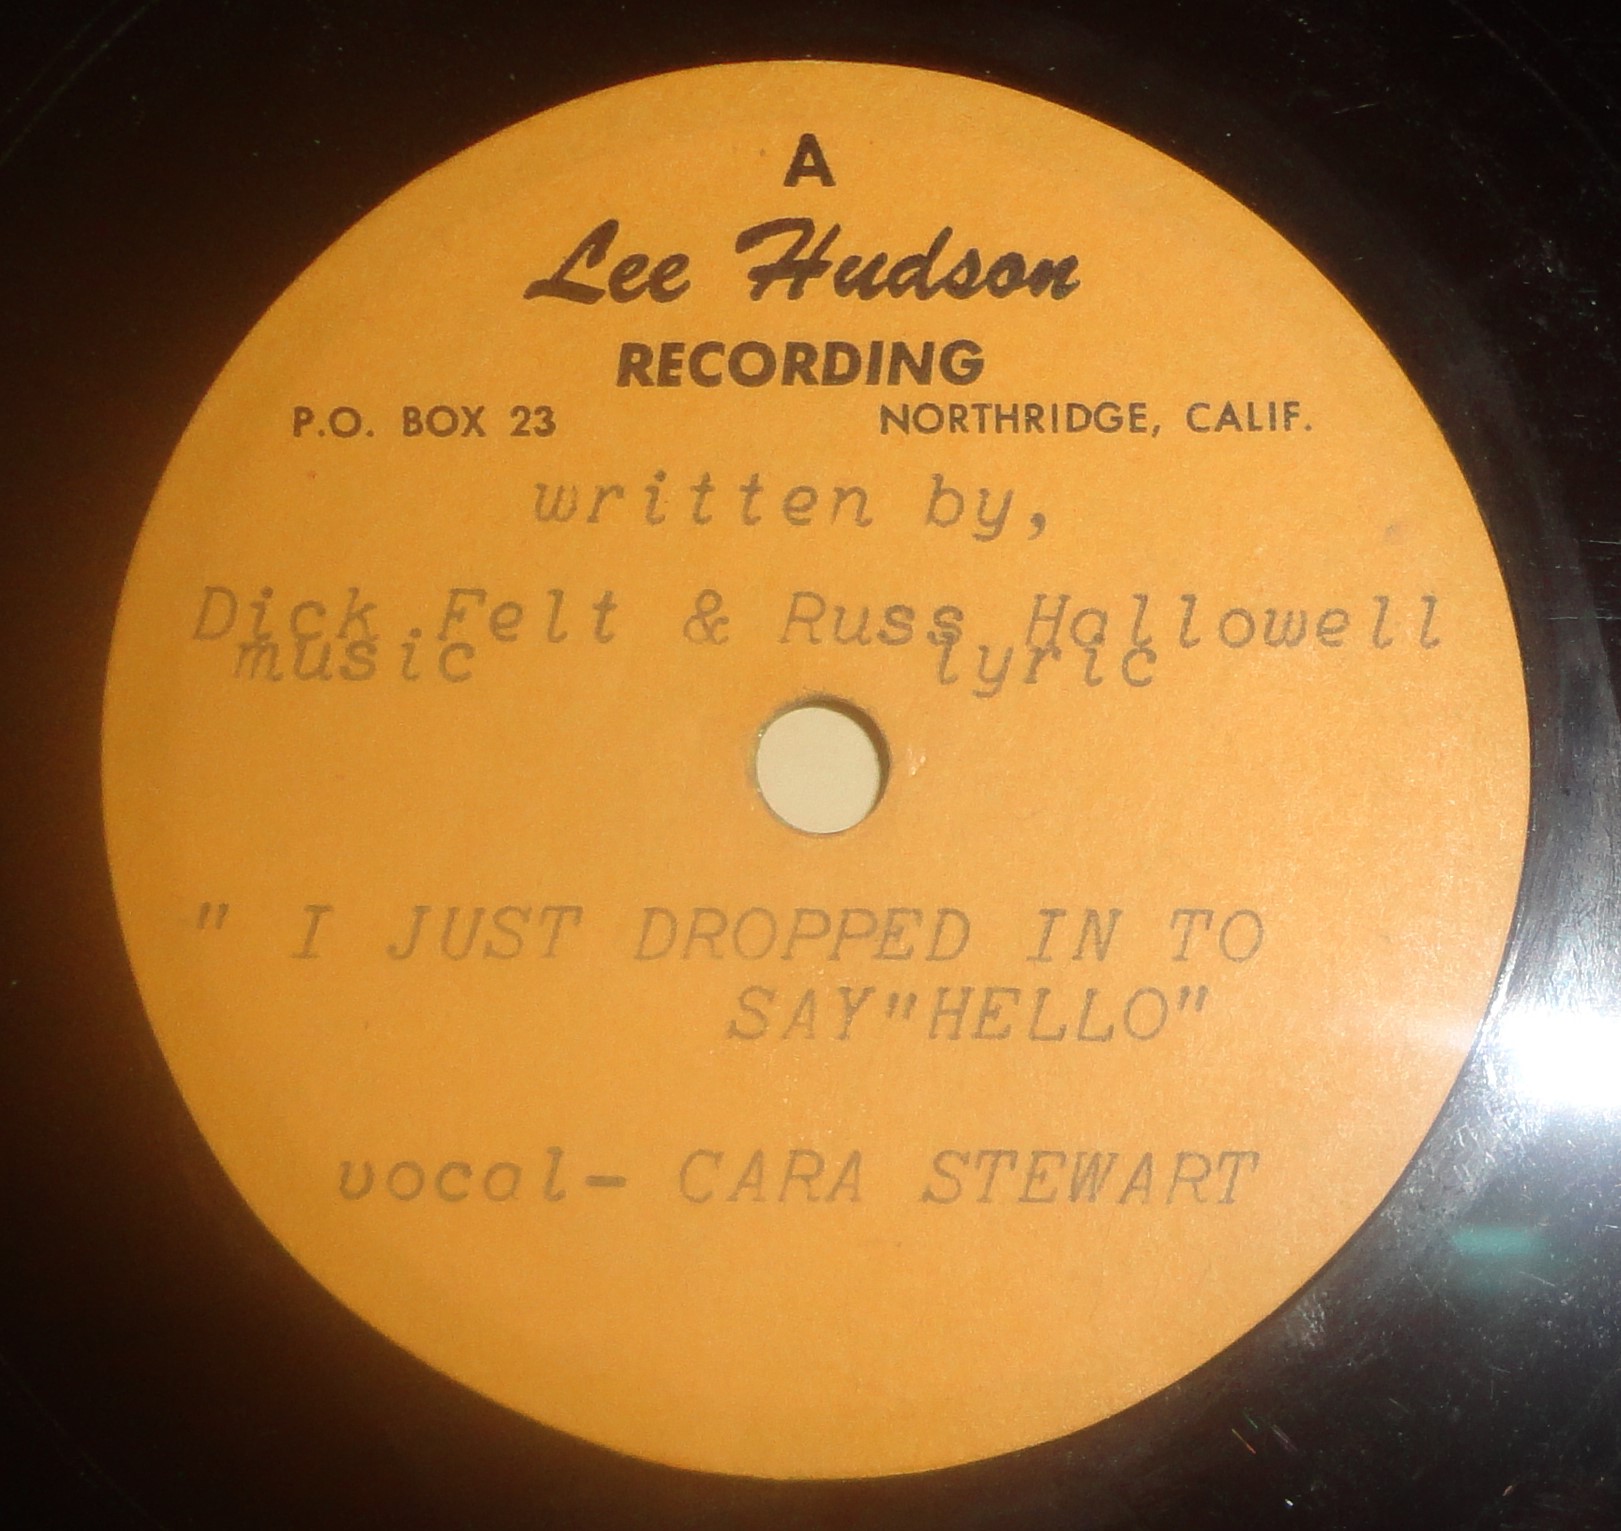 A
Lee Hudson
RECORDING
P.O. BOX 23 NORTHRIDGE, CALIF.
written by,
Dick Felt & Russ Hallowell
music lyric
" I JUST DROPPED IN TO
SAY"HELLO"
vocal- CARA STEWART